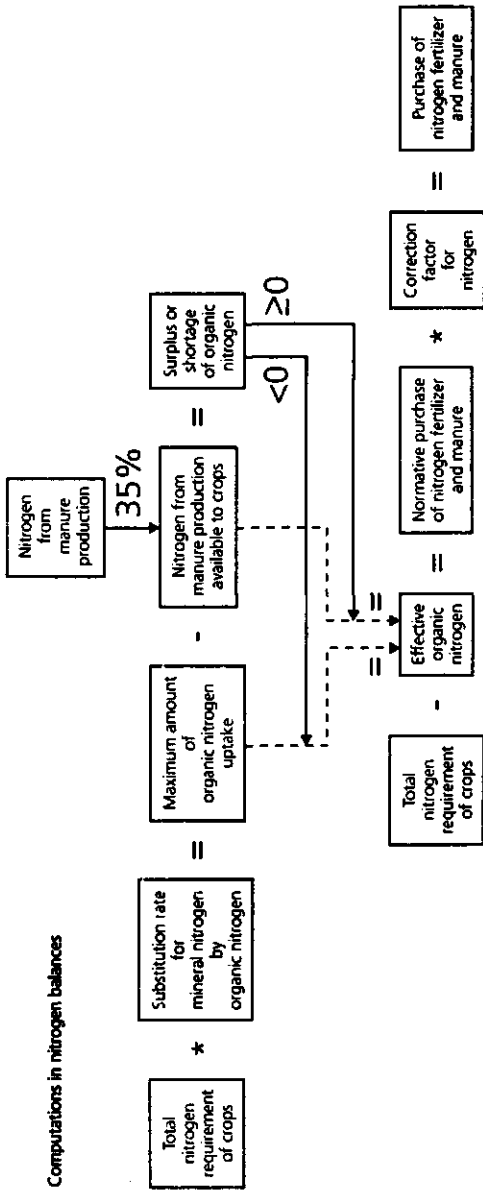 Computations in nitrogen balances
Nitrogen
from
manure
production
35%
Total
nitrogen
requirement
of crops
*
Substitution rate
for
mineral nitrogen
by
organic nitrogen
=
Maximum amount
of
organic nitrogen
uptake
-
Nitrogen from
manure production
available to crops
=
Surplus or
shortage
of organic
nitrogen
<0
≥0
=
=
Total
nitrogen
requirement
of crops
-
Effective
organic
nitrogen
=
Normative purchase
of nitrogen fertilizer
and manure
*
Correction
factor
for
nitrogen
=
Purchase of
nitrogen fertilizer
and manure